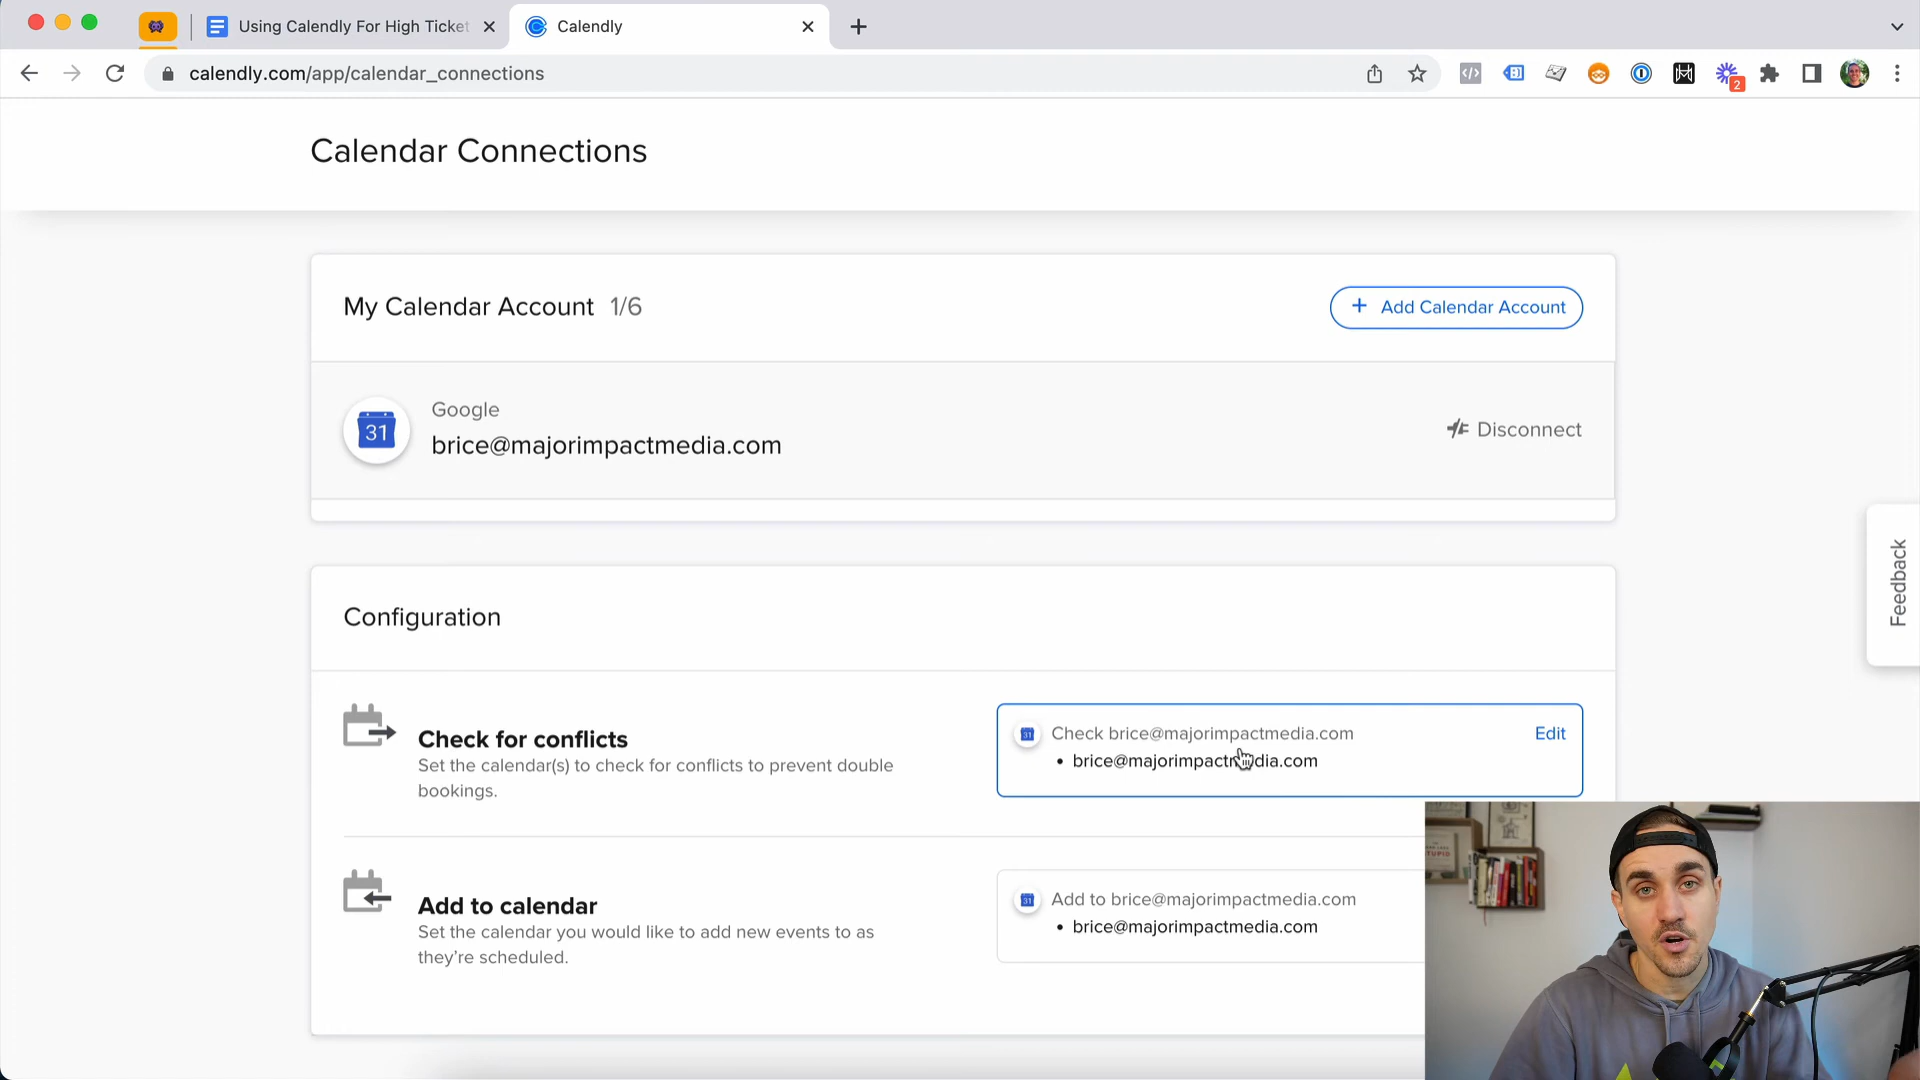 Using Calendly For High Ticket
Calendly
calendly.com/app/calendar_connections
2
Calendar Connections
My Calendar Account 1/6
+ Add Calendar Account
31
Google
brice@majorimpactmedia.com
Disconnect
Feedback
Configuration
Check for conflicts
Set the calendar(s) to check for conflicts to prevent double
bookings.
31 Check brice@majorimpactmedia.com
Edit
• brice@majorimpactmedia.com
Add to calendar
Set the calendar you would like to add new events to as
they're scheduled.
31 Add to brice@majorimpactmedia.com
• brice@majorimpactmedia.com
STUPID